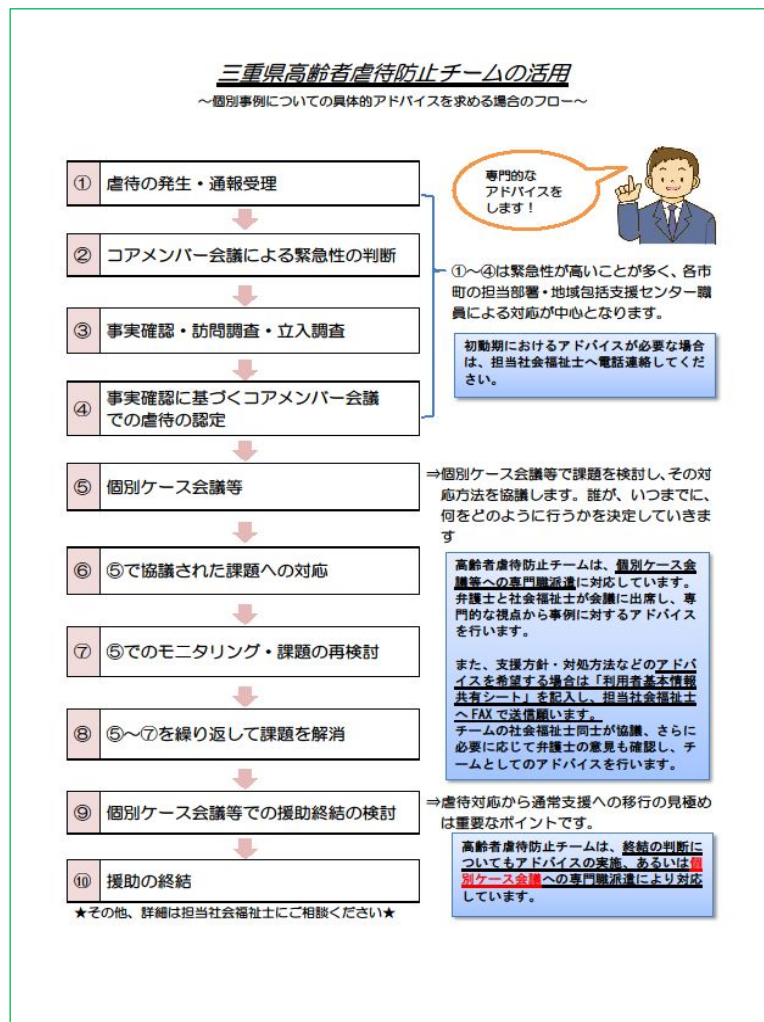 三重県高齢者虐待防止チームの活用
～個別事例についての具体的アドバイスを求める場合のフロー～
① 虐待の発生・通報受理
専門的な
アドバイスを
します！
② コアメンバー会議による緊急性の判断
③ 事実確認・訪問調査・立入調査
④ 事実確認に基づくコアメンバー会議
での虐待の認定
①～④は緊急性が高いことが多く、各市
町の担当部署・地域包括支援センター職
員による対応が中心となります。
初動期におけるアドバイスが必要な場合
は、担当社会福祉士へ電話連絡してくだ
さい。
⑤ 個別ケース会議等
⇒個別ケース会議等で課題を検討し、その対
応方法を協議します。誰が、いつまでに、
何をどのように行うかを決定していきま
す
⑥ ⑤で協議された課題への対応
⑦ ⑤でのモニタリング・課題の再検討
⑧ ⑤～⑦を繰り返して課題を解消
高齢者虐待防止チームは、個別ケース会
議等への専門職派遣に対応しています。
弁護士と社会福祉士が会議に出席し、専
門的な視点から事例に対するアドバイス
を行います。
また、支援方針・対処方法などのアドバ
イスを希望する場合は「利用者基本情報
共有シート」を記入し、担当社会福祉士
へFAXで送信願います。
チームの社会福祉士同士が協議、さらに
必要に応じて弁護士の意見も確認し、チ
ームとしてのアドバイスを行います。
⑨ 個別ケース会議等での援助終結の検討
⇒虐待対応から通常支援への移行の見極め
は重要なポイントです。
⑩ 援助の終結
高齢者虐待防止チームは、終結の判断に
ついてもアドバイスの実施、あるいは個
別ケース会議への専門職派遣により対応
しています。
★その他、詳細は担当社会福祉士にご相談ください★